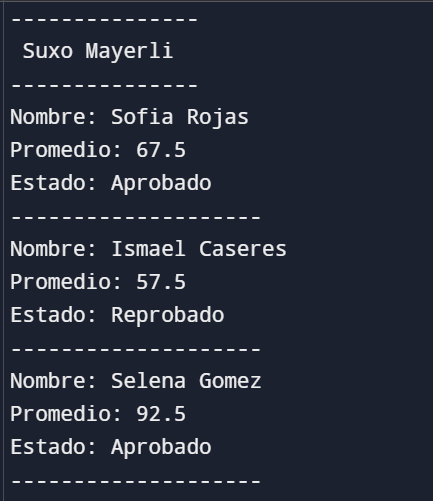 ---------------
 Suxo Mayerli
---------------
Nombre: Sofia Rojas
Promedio: 67.5
Estado: Aprobado
--------------------
Nombre: Ismael Caseres
Promedio: 57.5
Estado: Reprobado
--------------------
Nombre: Selena Gomez
Promedio: 92.5
Estado: Aprobado
--------------------